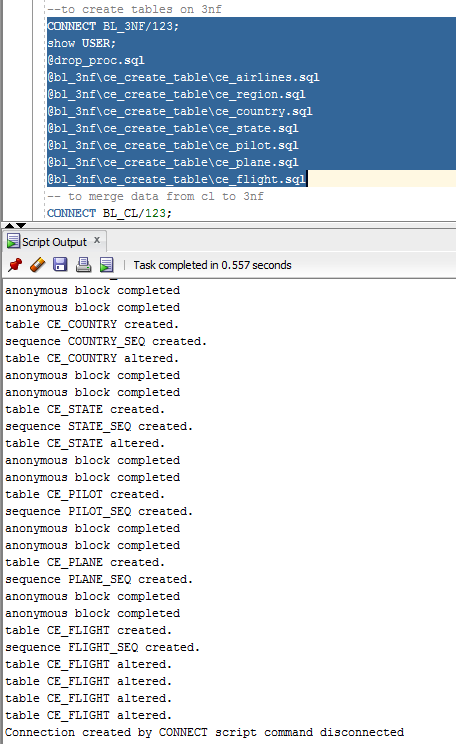 --to create tables on 3nf
CONNECT BL_3NF/123;
show USER;
@drop_proc.sql
@bl_3nf\ce_create_table\ce_airlines.sql
@bl_3nf\ce_create_table\ce_region.sql
@bl_3nf\ce_create_table\ce_country.sql
@bl_3nf\ce_create_table\ce_state.sql
@bl_3nf\ce_create_table\ce_pilot.sql
@bl_3nf\ce_create_table\ce_plane.sql
@bl_3nf\ce_create_table\ce_flight.sql
-- to merge data from cl to 3nf
CONNECT BL_CL/123;
Script Output x
Task completed in 0.557 seconds
anonymous block completed
anonymous block completed
table CE_COUNTRY created.
sequence COUNTRY_SEQ created.
table CE_COUNTRY altered.
anonymous block completed
anonymous block completed
table CE_STATE created.
sequence STATE_SEQ created.
table CE_STATE altered.
anonymous block completed
anonymous block completed
table CE_PILOT created.
sequence PILOT_SEQ created.
anonymous block completed
anonymous block completed
table CE_PLANE created.
sequence PLANE_SEQ created.
anonymous block completed
anonymous block completed
table CE_FLIGHT created.
sequence FLIGHT_SEQ created.
table CE_FLIGHT altered.
table CE_FLIGHT altered.
table CE_FLIGHT altered.
table CE_FLIGHT altered.
Connection created by CONNECT script command disconnected